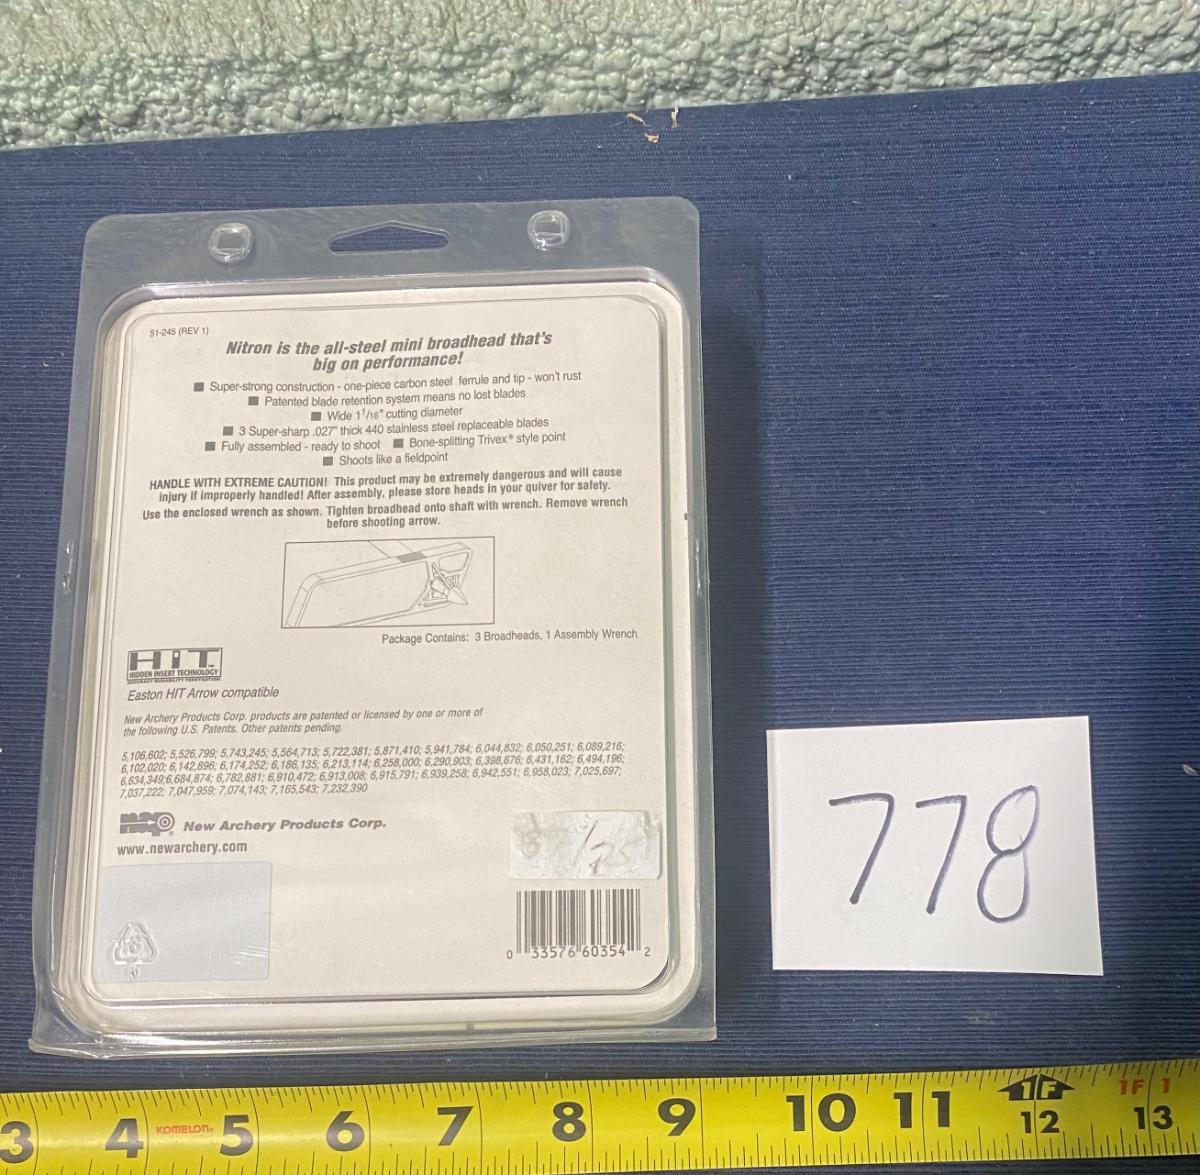 51-245 (REV 1)
Nitron is the all-steel mini broadhead that's
big on performance!
■ Super-strong construction - one-piece carbon steel ferrule and tip - won't rust
■ Patented blade retention system means no lost blades
■ Wide 1 1/16" cutting diameter
■ 3 Super-sharp .027" thick 440 stainless steel replaceable blades
■ Fully assembled - ready to shoot ■ Bone-splitting Trivex® style point
■ Shoots like a fieldpoint
HANDLE WITH EXTREME CAUTION! This product may be extremely dangerous and will cause
injury if improperly handled! After assembly, please store heads in your quiver for safety.
Use the enclosed wrench as shown. Tighten broadhead onto shaft with wrench. Remove wrench
before shooting arrow.
Package Contains: 3 Broadheads, 1 Assembly Wrench
HIT™
HIDDEN INSERT TECHNOLOGY
ACCURACY DURABILITY PENETRATION
Easton HIT Arrow compatible
New Archery Products Corp. products are patented or licensed by one or more of
the following U.S. Patents. Other patents pending.
5,106,602; 5,526,799; 5,743,245; 5,564,713; 5,722,381; 5,871,410; 5,941,784; 6,044,832; 6,050,251; 6,089,216;
6,102,020; 6,142,896; 6,174,252; 6,186,135; 6,213,114; 6,258,000; 6,290,903; 6,398,676; 6,431,162; 6,494,196;
6,634,349;6,684,874; 6,782,881; 6,910,472; 6,913,008; 6,915,791; 6,939,258; 6,942,551; 6,958,023; 7,025,697;
7,037,222; 7,047,959; 7,074,143; 7,165,543; 7,232,390
nap® New Archery Products Corp.
www.newarchery.com
0 33576 60354 2
778
3 4 KOMELON® 5 6 7 8 9 10 11 1F 12 1F 1 13